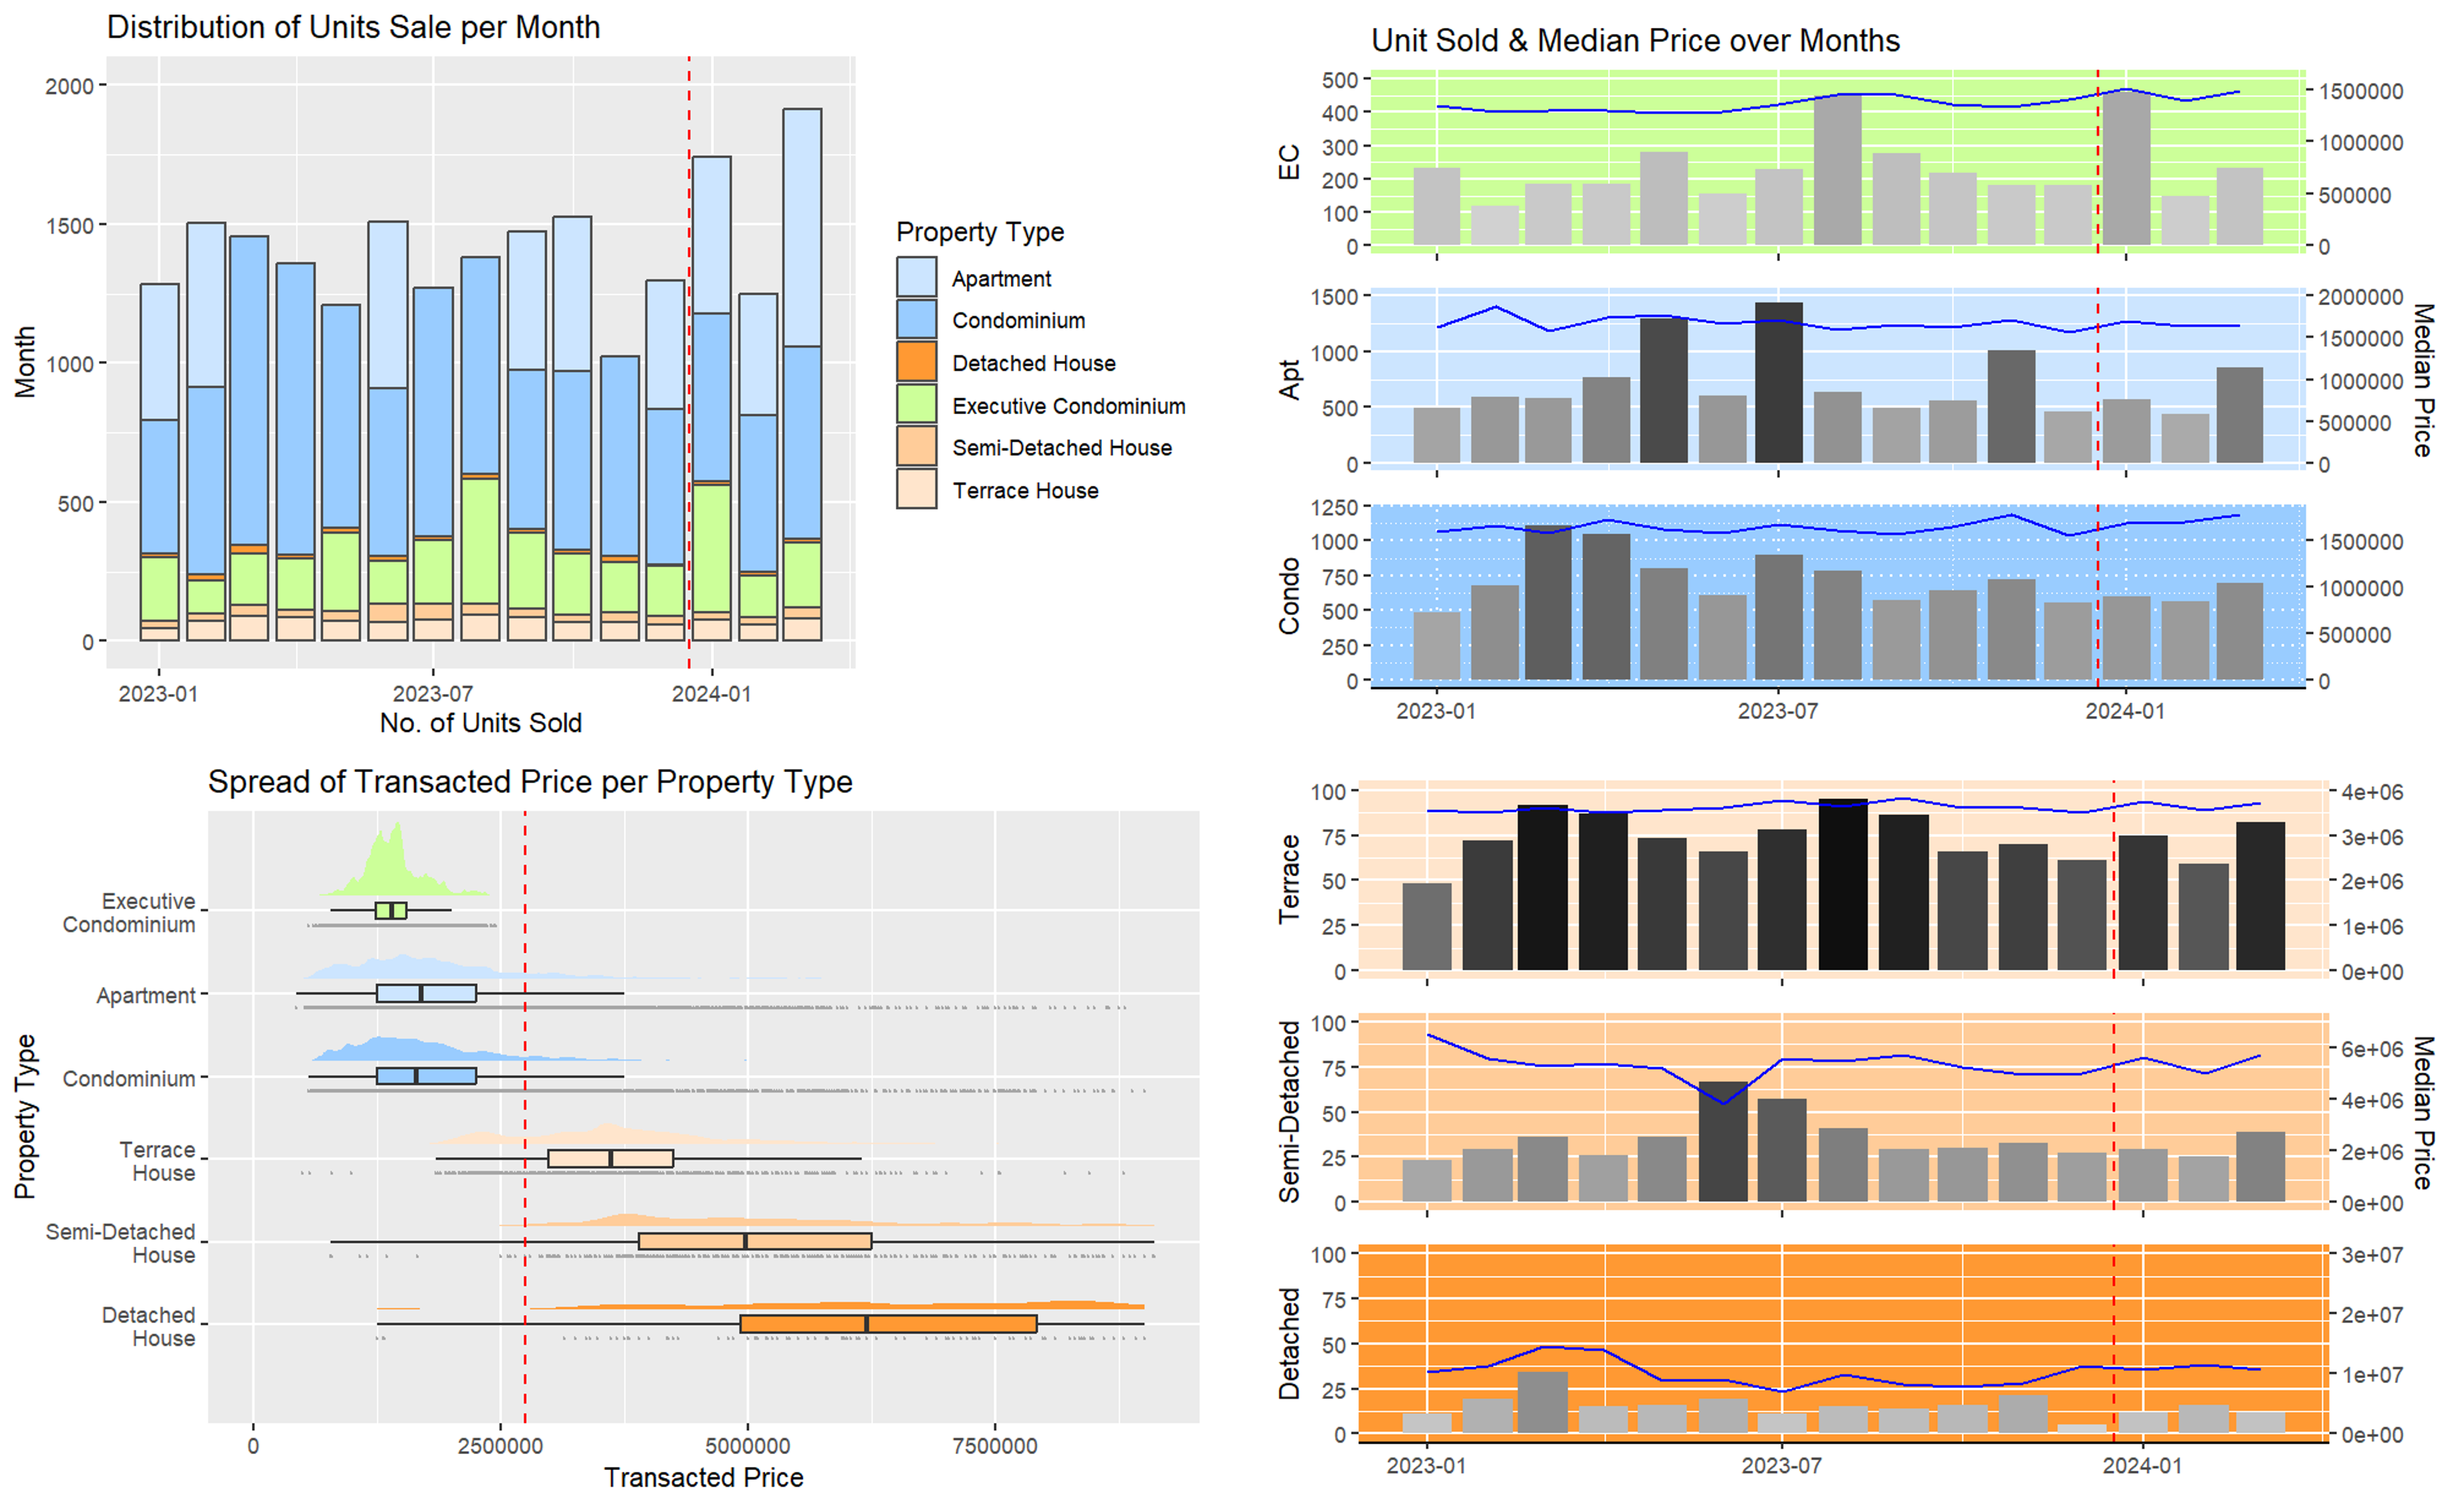 Distribution of Units Sale per Month
2000
1500
1000
500
0
Month
2023-01
2023-07
2024-01
No. of Units Sold
Property Type
Apartment
Condominium
Detached House
Executive Condominium
Semi-Detached House
Terrace House
Unit Sold & Median Price over Months
EC
500
400
300
200
100
0
1500000
1000000
500000
0
Apt
1500
1000
500
0
2000000
1500000
1000000
500000
0
Median Price
Condo
1250
1000
750
500
250
0
1500000
1000000
500000
0
2023-01
2023-07
2024-01
Spread of Transacted Price per Property Type
Property Type
Executive
Condominium
Apartment
Condominium
Terrace
House
Semi-Detached
House
Detached
House
0
2500000
5000000
7500000
Transacted Price
Terrace
100
75
50
25
0
4e+06
3e+06
2e+06
1e+06
0e+00
Semi-Detached
100
75
50
25
0
6e+06
4e+06
2e+06
0e+00
Median Price
Detached
100
75
50
25
0
3e+07
2e+07
1e+07
0e+00
2023-01
2023-07
2024-01